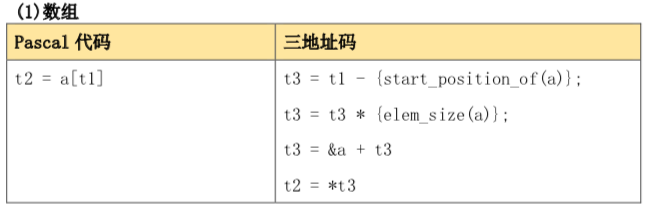 (1)数组
Pascal 代码 三地址码
t2 = a[t1] t3 = t1 - {start_position_of(a)};
t3 = t3 * {elem_size(a)};
t3 = &a + t3
t2 = *t3